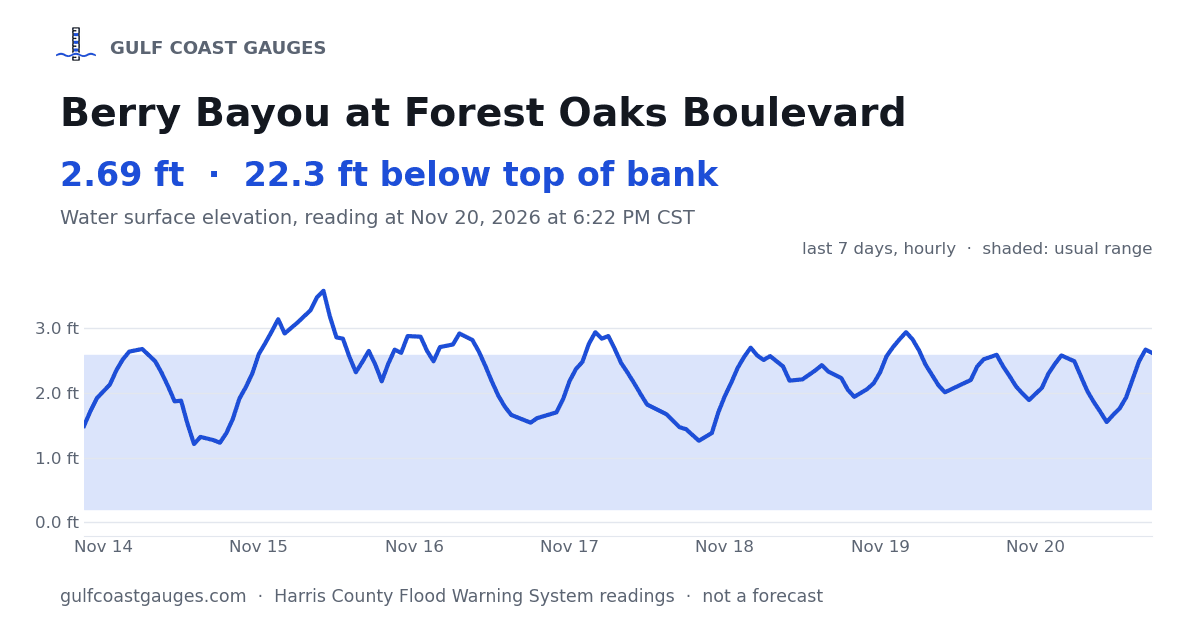 GULF COAST GAUGES
Berry Bayou at Forest Oaks Boulevard
2.69 ft · 22.3 ft below top of bank
Water surface elevation, reading at Nov 20, 2026 at 6:22 PM CST
last 7 days, hourly · shaded: usual range
3.0 ft
2.0 ft
1.0 ft
0.0 ft
Nov 14 Nov 15 Nov 16 Nov 17 Nov 18 Nov 19 Nov 20
gulfcoastgauges.com · Harris County Flood Warning System readings · not a forecast